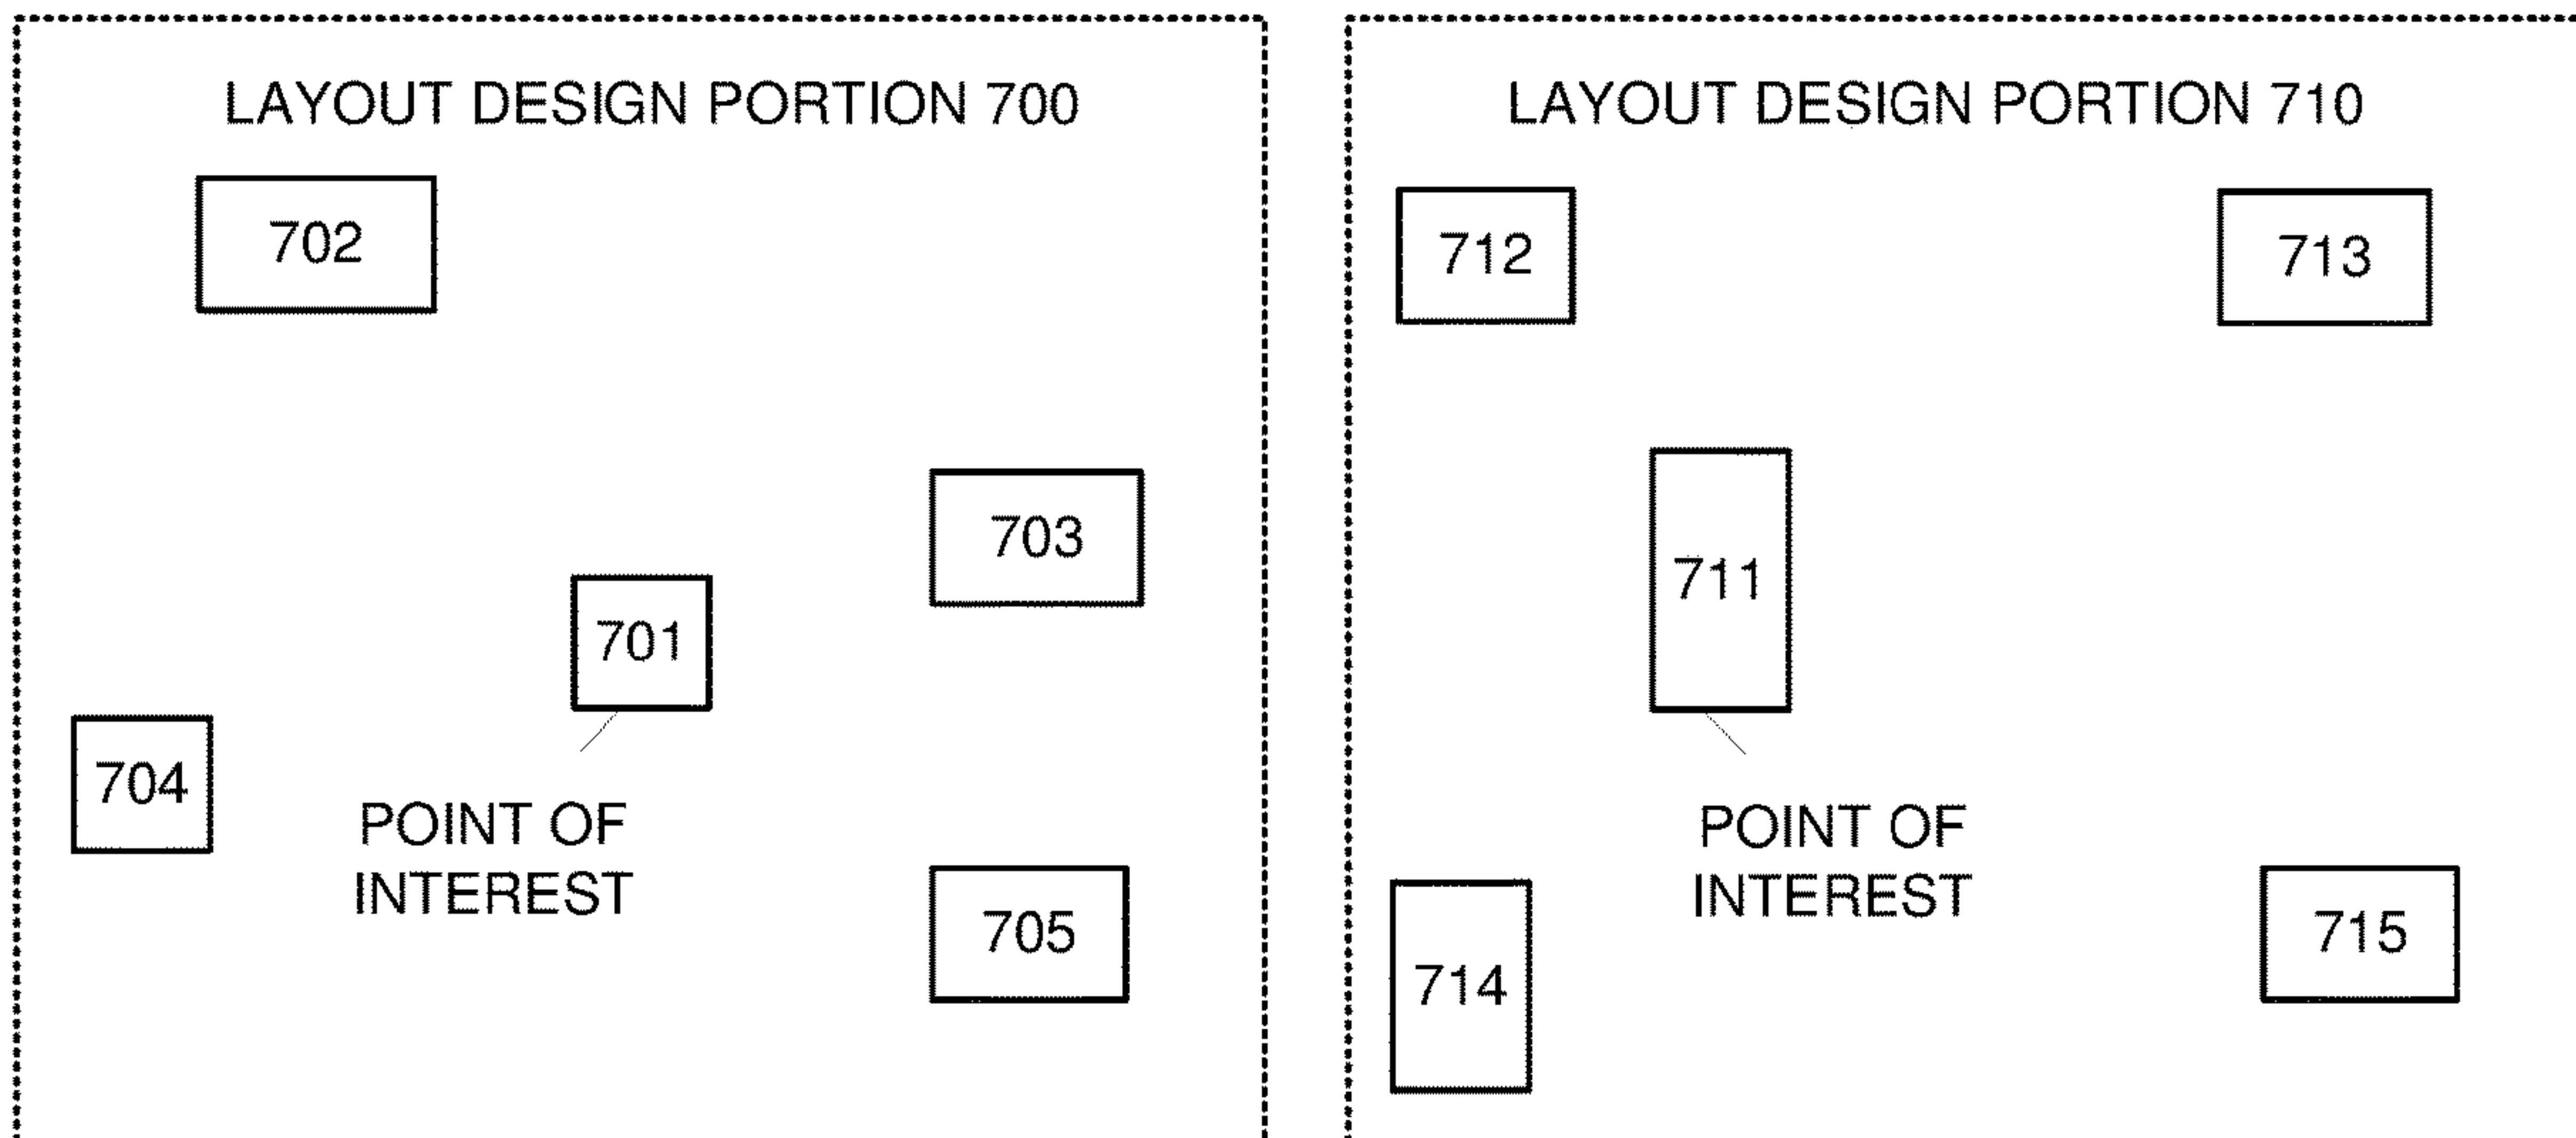 LAYOUT DESIGN PORTION 700
702
703
701
704
POINT OF
INTEREST
705
LAYOUT DESIGN PORTION 710
712
713
711
POINT OF
INTEREST
714
715